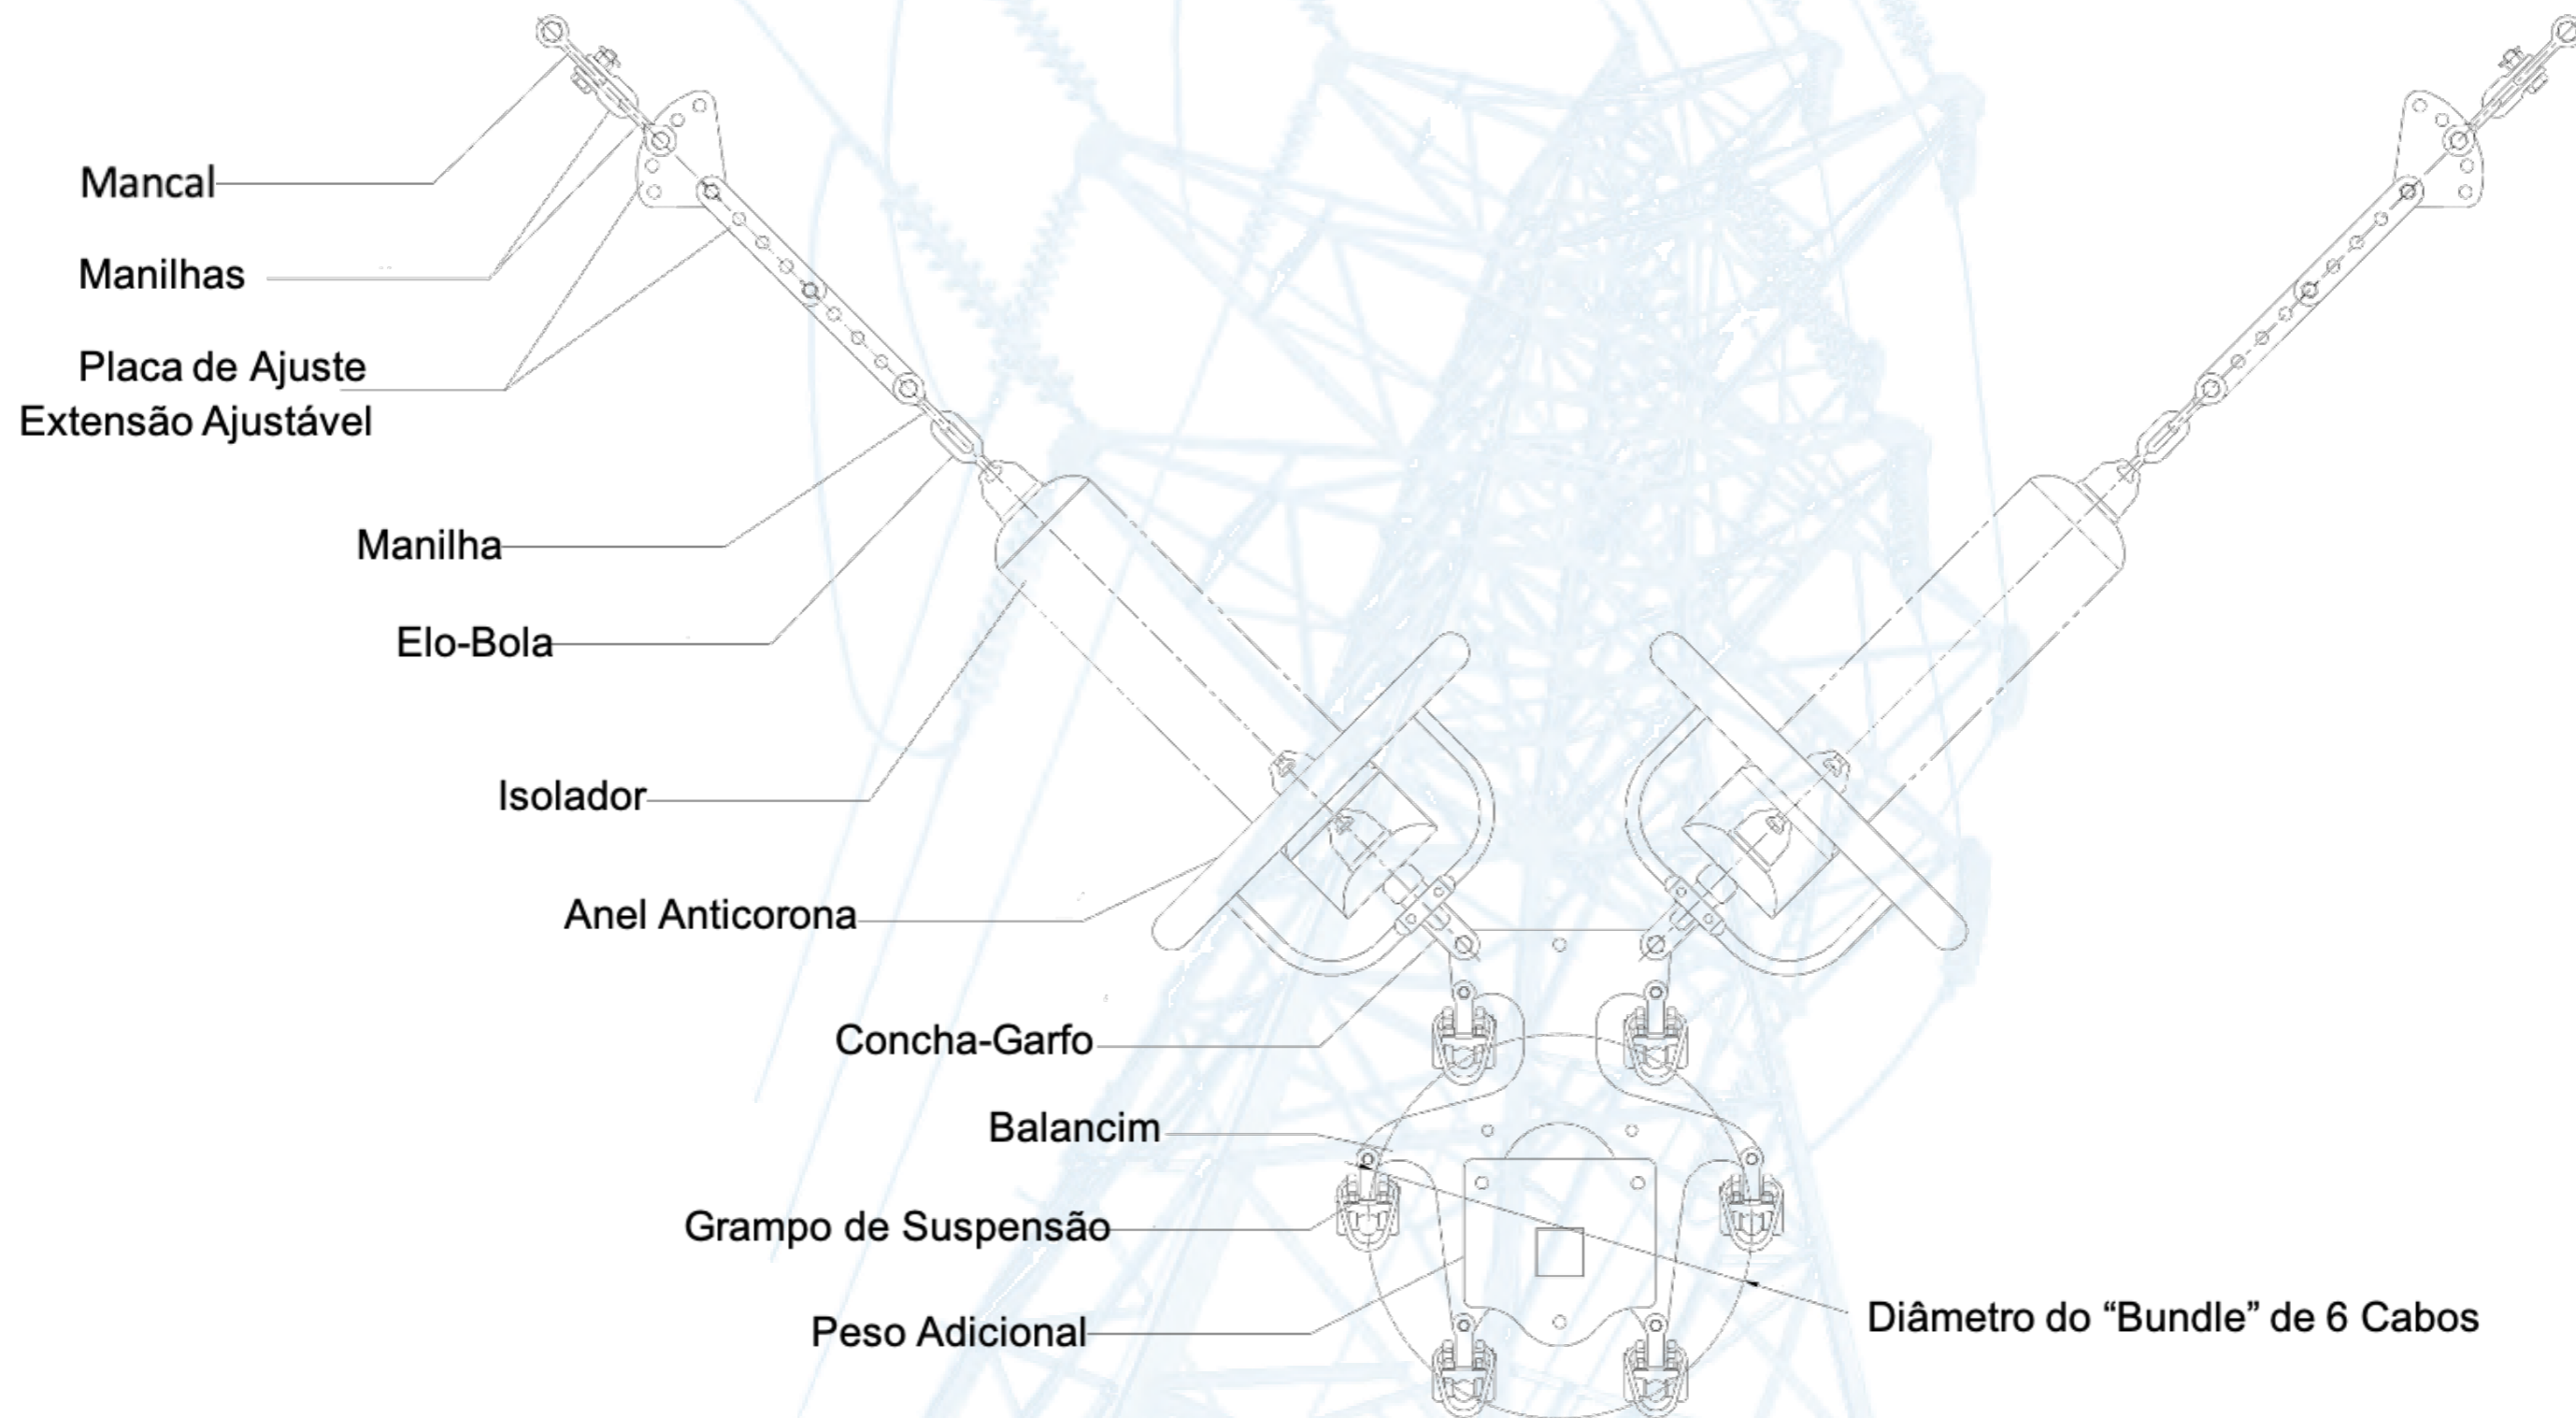 Mancal
Manilhas
Placa de Ajuste
Extensão Ajustável
Manilha
Elo-Bola
Isolador
Anel Anticorona
Concha-Garfo
Balancim
Grampo de Suspensão
Peso Adicional
Diâmetro do “Bundle” de 6 Cabos